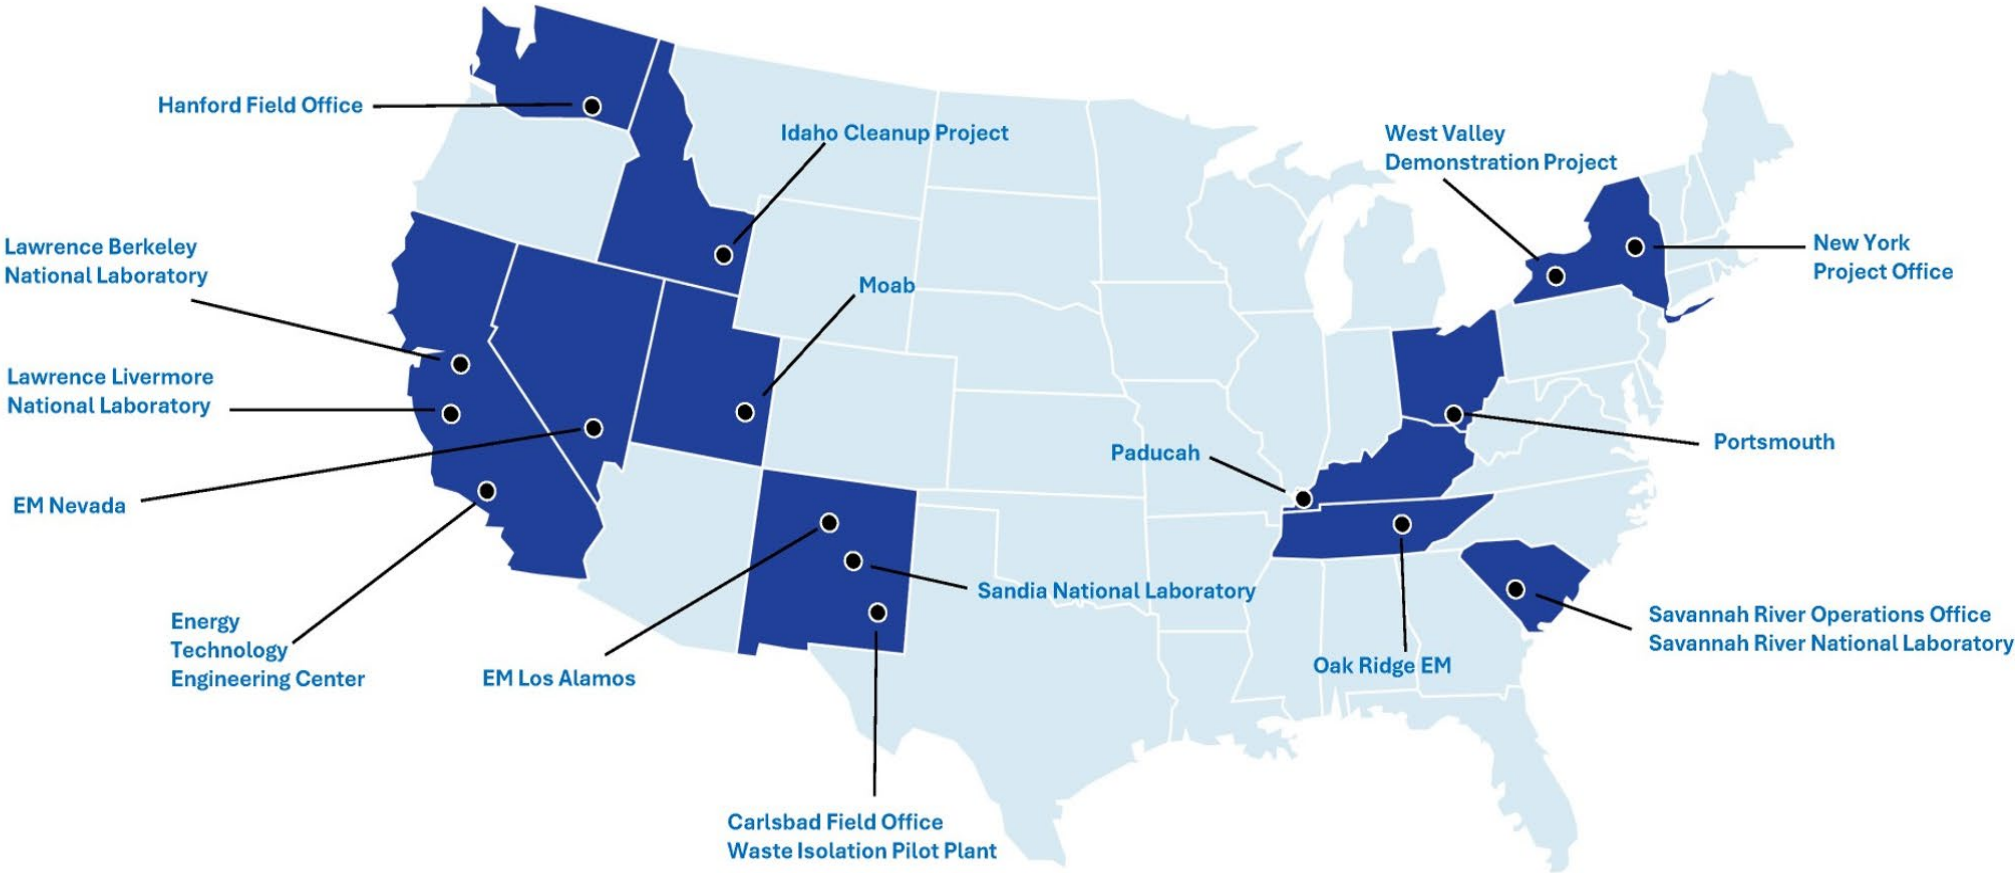 Hanford Field Office
Idaho Cleanup Project
West Valley
Demonstration Project
Lawrence Berkeley
National Laboratory
New York
Project Office
Moab
Lawrence Livermore
National Laboratory
Paducah
Portsmouth
EM Nevada
Sandia National Laboratory
Energy
Technology
Engineering Center
EM Los Alamos
Oak Ridge EM
Savannah River Operations Office
Savannah River National Laboratory
Carlsbad Field Office
Waste Isolation Pilot Plant